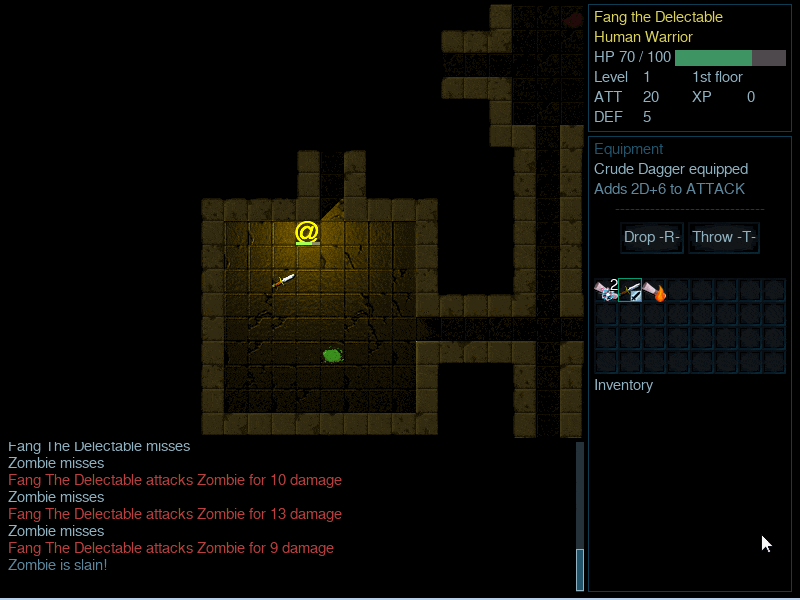 Fang the Delectable
Human Warrior
HP 70 / 100
Level 1 1st floor
ATT 20 XP 0
DEF 5
Equipment
Crude Dagger equipped
Adds 2D+6 to ATTACK
Drop -R- Throw -T-
2
Inventory
@
Fang The Delectable misses
Zombie misses
Fang The Delectable attacks Zombie for 10 damage
Zombie misses
Fang The Delectable attacks Zombie for 13 damage
Zombie misses
Fang The Delectable attacks Zombie for 9 damage
Zombie is slain!